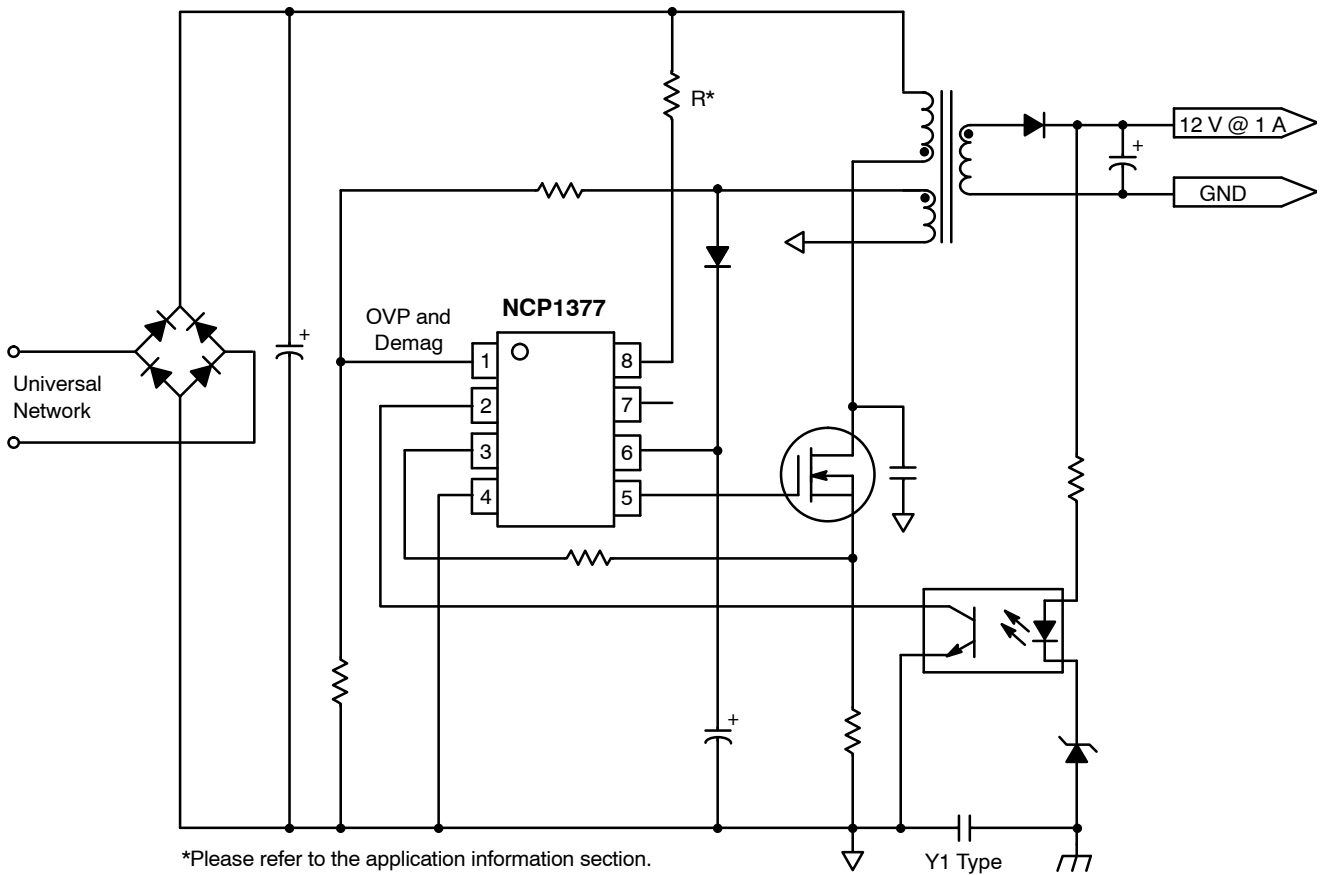 R*
+
12 V @ 1 A
+
GND
NCP1377
OVP and
Demag
1
2
3
4
8
7
6
5
+
Universal
Network
+
*Please refer to the application information section.
Y1 Type